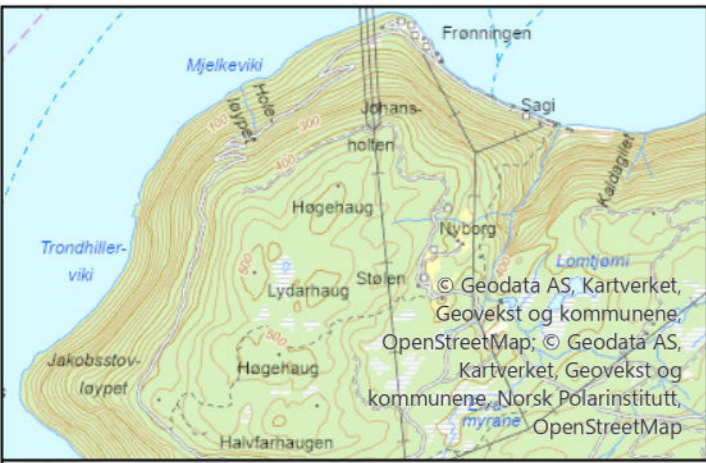 Frønningen
Mjelkeviki
Hole-
løypet
100
300
400
Johans-
holten
Sagi
Kaldagilet
Høgehaug
Nyborg
Trondhiller-
viki
500
Lydarhaug
Stølen
400
Lomtjørni
© Geodata AS, Kartverket,
Geovekst og kommunene,
OpenStreetMap; © Geodata AS,
Kartverket, Geovekst og
kommunene, Norsk Polarinstitutt,
OpenStreetMap
500
Jakobsstov-
løypet
Høgehaug
myrane
Halvfarhaugen